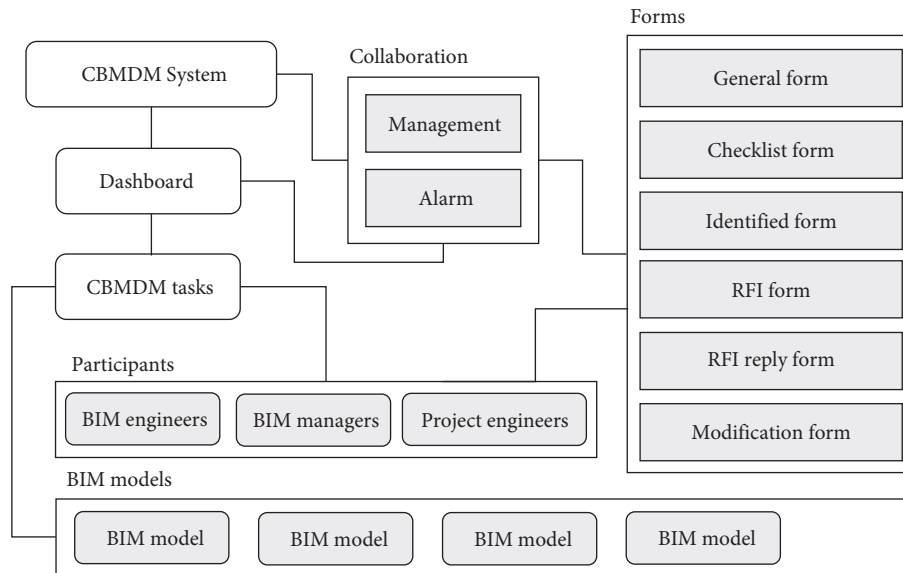 CBMDM System
Dashboard
CBMDM tasks
Collaboration
Management
Alarm
Forms
General form
Checklist form
Identified form
RFI form
RFI reply form
Modification form
Participants
BIM engineers
BIM managers
Project engineers
BIM models
BIM model
BIM model
BIM model
BIM model